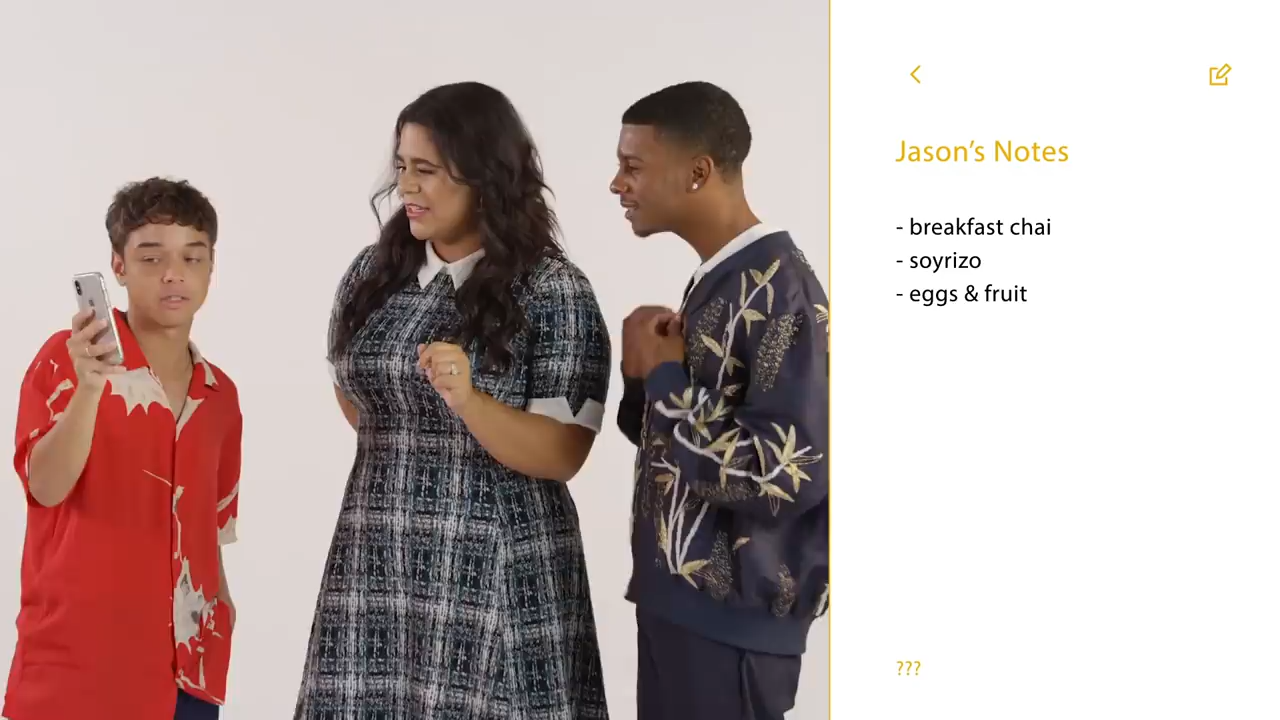 Jason's Notes
- breakfast chai
- soyrizo
- eggs & fruit
???